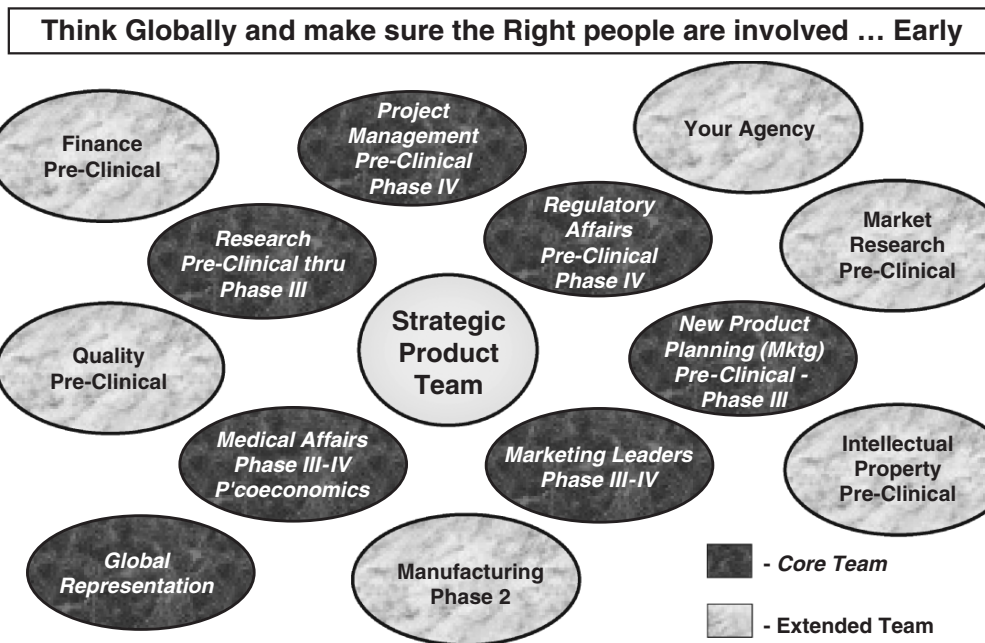 Think Globally and make sure the Right people are involved … Early
Finance
Pre-Clinical
Project
Management
Pre-Clinical
Phase IV
Your Agency
Research
Pre-Clinical thru
Phase III
Regulatory
Affairs
Pre-Clinical
Phase IV
Market
Research
Pre-Clinical
Strategic
Product
Team
Quality
Pre-Clinical
New Product
Planning (Mktg)
Pre-Clinical -
Phase III
Medical Affairs
Phase III-IV
P'coeconomics
Marketing Leaders
Phase III-IV
Intellectual
Property
Pre-Clinical
Global
Representation
Manufacturing
Phase 2
- Core Team
- Extended Team